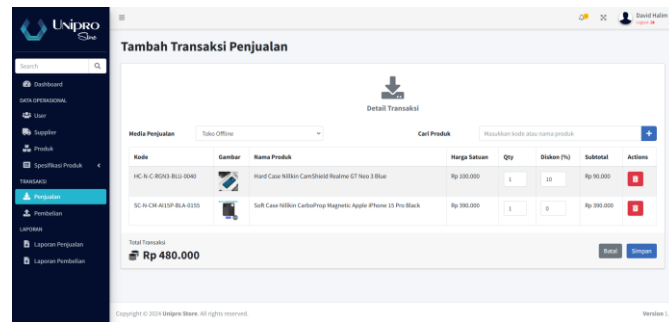 Unipro
Store
David Halim
Search
Dashboard
DATA OPERASIONAL
User
Supplier
Produk
Spesifikasi Produk
TRANSAKSI
Penjualan
Pembelian
LAPORAN
Laporan Penjualan
Laporan Pembelian
Tambah Transaksi Penjualan
Detail Transaksi
Media Penjualan Toko Offline Cari Produk Masukkan kode atau nama produk +
Kode Gambar Nama Produk Harga Satuan Qty Diskon (%) Subtotal Actions
HC-N-C-RGN3-BLU-0040 Hard Case Nillkin CamShield Realme GT Neo 3 Blue Rp 100.000 1 10 Rp 90.000
SC-N-CM-AI15P-BLA-0155 Soft Case Nillkin CarboProp Magnetic Apple iPhone 15 Pro Black Rp 390.000 1 0 Rp 390.000
Total Transaksi
Rp 480.000
Batal Simpan
Copyright © 2024 Unipro Store. All rights reserved.
Version